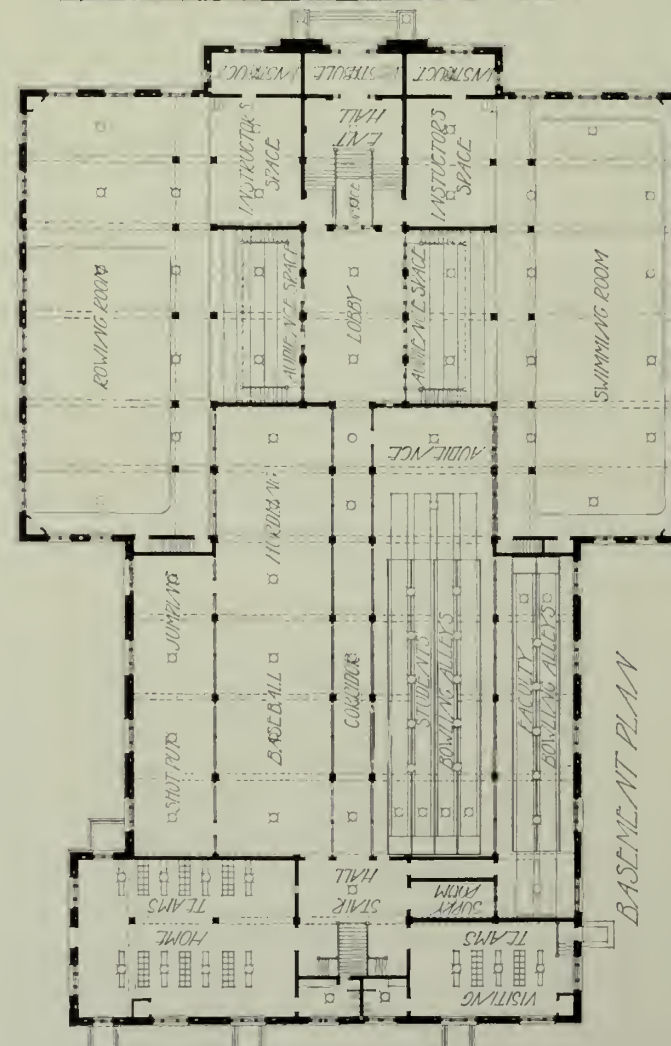 INSTRUCT.
VESTIBULE
INSTRUCT.
ENT.
HALL
INSTRUCTORS
SPACE
INSTUCTORS
SPACE
ROWING ROOM
AUDIENCE SPACE
LOBBY
AUDIENCE SPACE
SWIMMING ROOM
AUDIENCE
HURDLING
JUMPING
BASEBALL
CORRIDOR
STUDENTS
BOWLING ALLEYS
FACULTY
BOWLING ALLEYS
SHOT PUT
HOME
TEAMS
STAIR
HALL
SUPPLY
ROOM
VISITING
TEAMS
BASEMENT PLAN